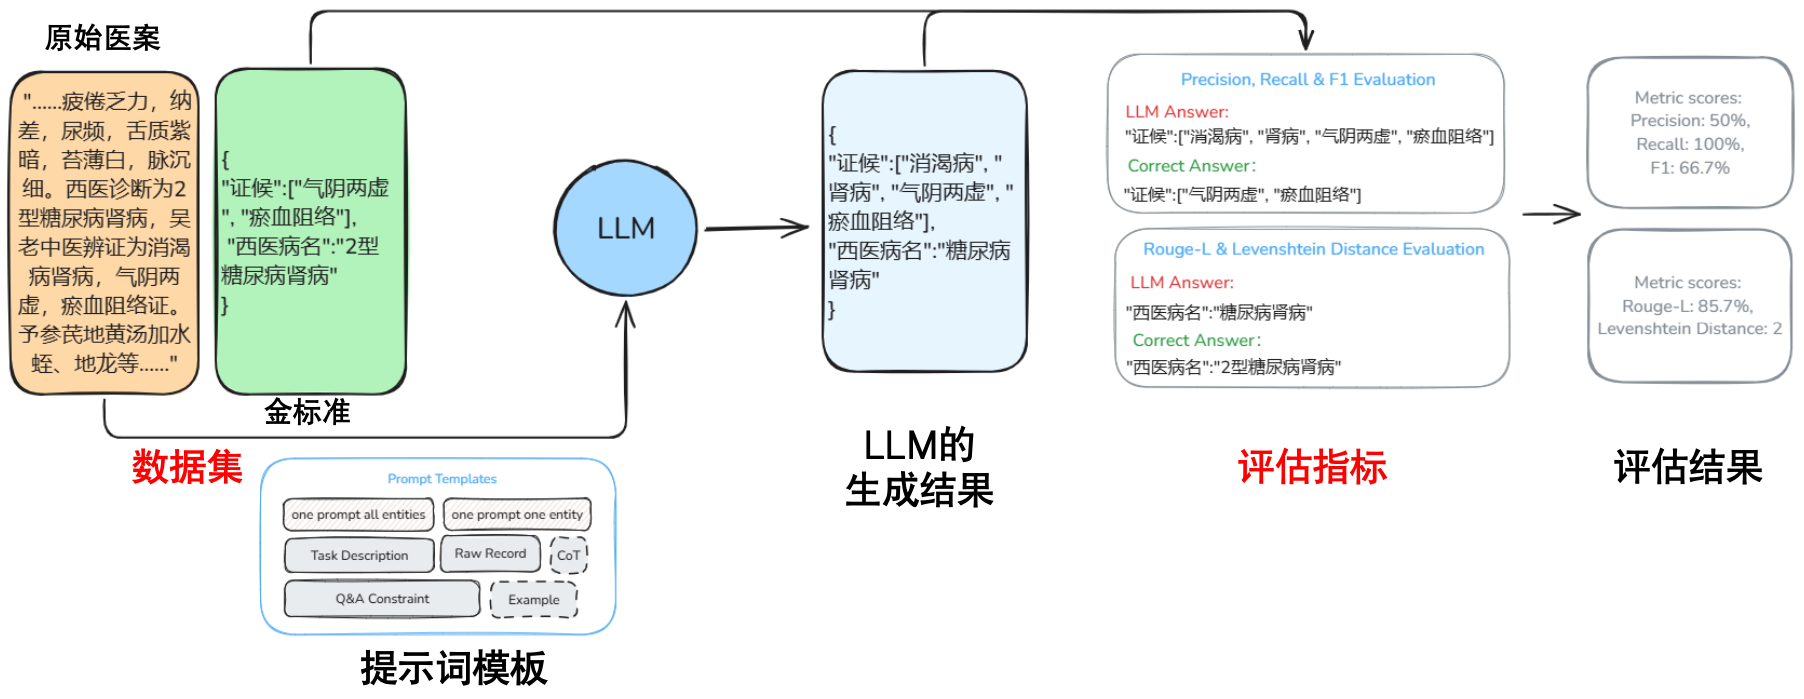 原始医案
"......疲倦乏力，纳
差，尿频，舌质紫
暗，苔薄白，脉沉
细。西医诊断为2
型糖尿病肾病，吴
老中医辨证为消渴
病肾病，气阴两
虚，瘀血阻络证。
予参芪地黄汤加水
蛭、地龙等......"
{
"证候":["气阴两虚
", "瘀血阻络"],
"西医病名":"2型
糖尿病肾病"
}
金标准
数据集
Prompt Templates
one prompt all entities
one prompt one entity
Task Description
Raw Record
CoT
Q&A Constraint
Example
提示词模板
LLM
{
"证候":["消渴病", "
肾病", "气阴两虚", "
瘀血阻络"],
"西医病名":"糖尿病
肾病"
}
LLM的
生成结果
Precision, Recall & F1 Evaluation
LLM Answer:
"证候":["消渴病", "肾病", "气阴两虚", "瘀血阻络"]
Correct Answer：
"证候":["气阴两虚", "瘀血阻络"]
Rouge-L & Levenshtein Distance Evaluation
LLM Answer:
"西医病名":"糖尿病肾病"
Correct Answer：
"西医病名":"2型糖尿病肾病"
评估指标
Metric scores:
Precision: 50%,
Recall: 100%,
F1: 66.7%
Metric scores:
Rouge-L: 85.7%,
Levenshtein Distance: 2
评估结果